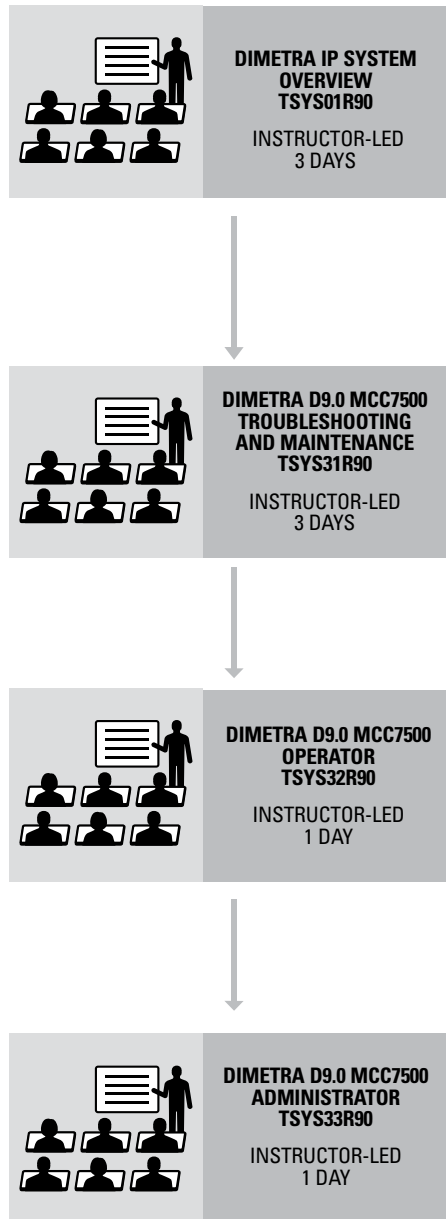 DIMETRA IP SYSTEM
OVERVIEW
TSYS01R90
INSTRUCTOR-LED
3 DAYS
DIMETRA D9.0 MCC7500
TROUBLESHOOTING
AND MAINTENANCE
TSYS31R90
INSTRUCTOR-LED
3 DAYS
DIMETRA D9.0 MCC7500
OPERATOR
TSYS32R90
INSTRUCTOR-LED
1 DAY
DIMETRA D9.0 MCC7500
ADMINISTRATOR
TSYS33R90
INSTRUCTOR-LED
1 DAY